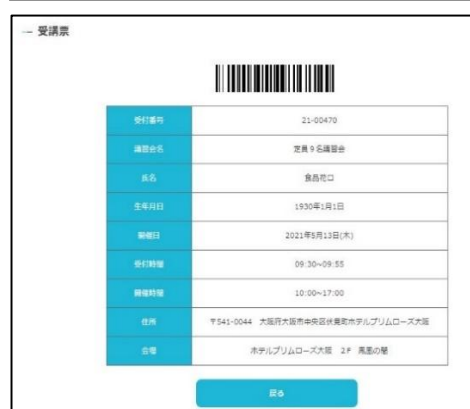 ― 受講票
受付番号 21-00470
講習会名 定員9名講習会
氏名 食品花口
生年月日 1930年1月1日
開催日 2021年5月13日(木)
受付時間 09:30~09:55
開催時間 10:00~17:00
住所 〒541-0044 大阪府大阪市中央区伏見町ホテルプリムローズ大阪
会場 ホテルプリムローズ大阪 2F 鳳凰の間
戻る